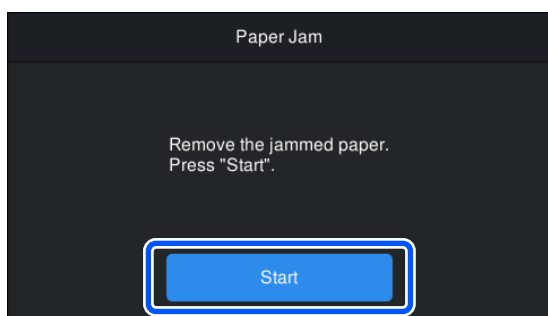 Paper Jam
Remove the jammed paper.
Press "Start".
Start